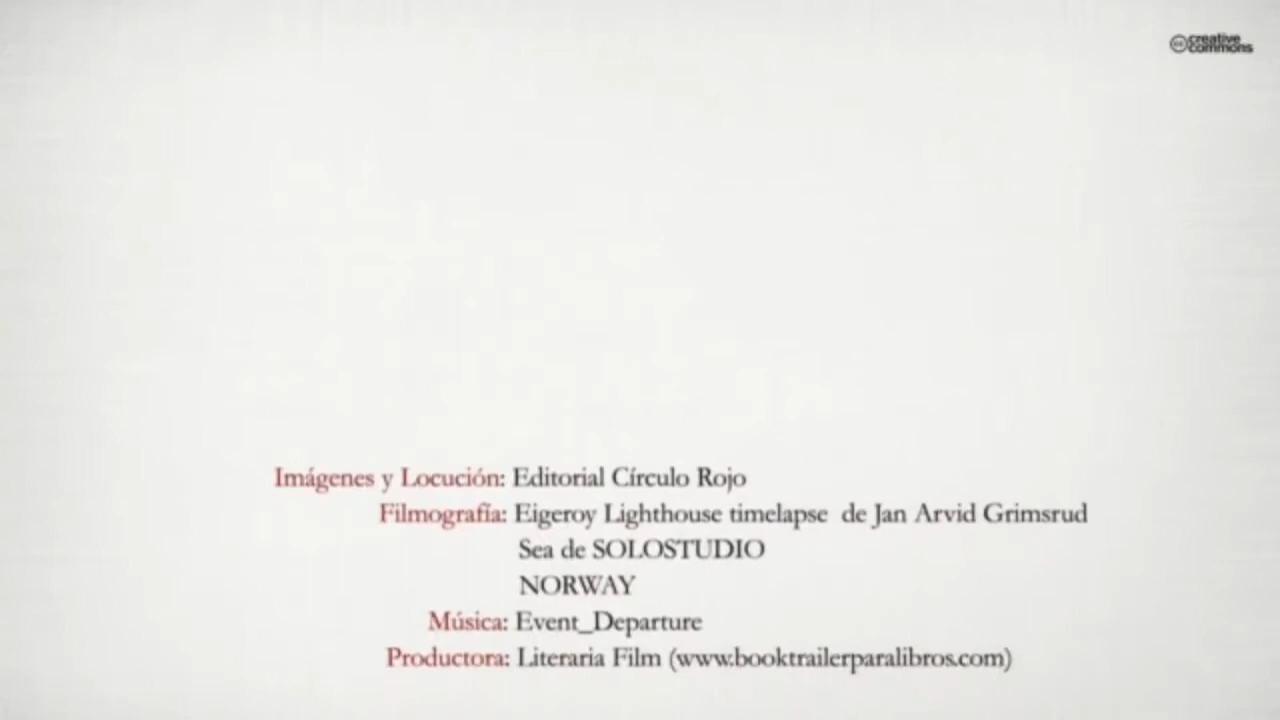 creative
commons
Imágenes y Locución: Editorial Círculo Rojo
Filmografía: Eigeroy Lighthouse timelapse de Jan Arvid Grimsrud
Sea de SOLOSTUDIO
NORWAY
Música: Event_Departure
Productora: Literaria Film (www.booktrailerparalibros.com)